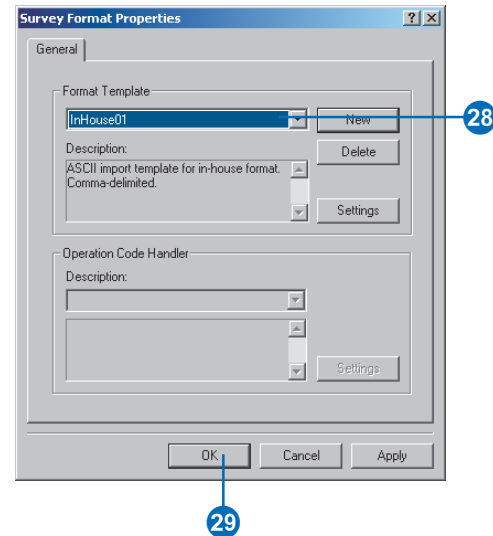 Survey Format Properties
General
Format Template
InHouse01
New
28
Description:
Delete
ASCII import template for in-house format.
Comma-delimited.
Settings
Operation Code Handler
Description:
Settings
OK
Cancel
Apply
29